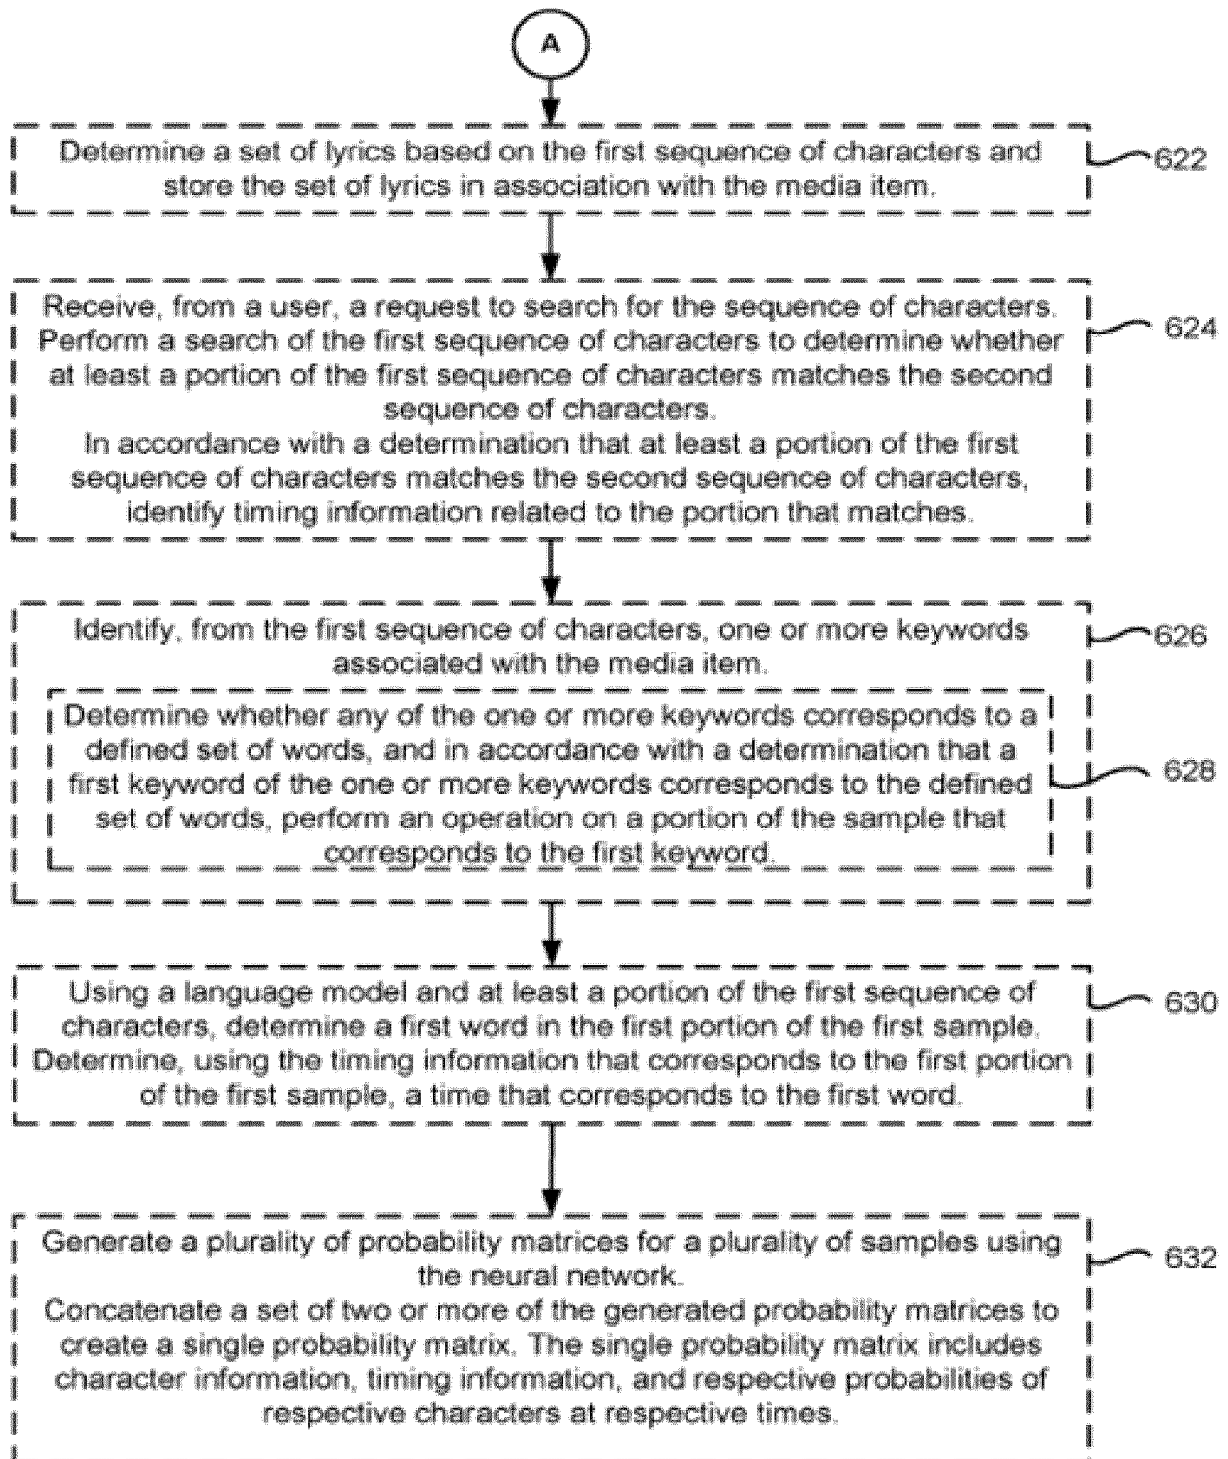 A
Determine a set of lyrics based on the first sequence of characters and
store the set of lyrics in association with the media item.
622
Receive, from a user, a request to search for the sequence of characters.
Perform a search of the first sequence of characters to determine whether
at least a portion of the first sequence of characters matches the second
sequence of characters.
In accordance with a determination that at least a portion of the first
sequence of characters matches the second sequence of characters,
identify timing information related to the portion that matches.
624
Identify, from the first sequence of characters, one or more keywords
associated with the media item.
626
Determine whether any of the one or more keywords corresponds to a
defined set of words, and in accordance with a determination that a
first keyword of the one or more keywords corresponds to the defined
set of words, perform an operation on a portion of the sample that
corresponds to the first keyword.
628
Using a language model and at least a portion of the first sequence of
characters, determine a first word in the first portion of the first sample.
Determine, using the timing information that corresponds to the first portion
of the first sample, a time that corresponds to the first word.
630
Generate a plurality of probability matrices for a plurality of samples using
the neural network.
Concatenate a set of two or more of the generated probability matrices to
create a single probability matrix. The single probability matrix includes
character information, timing information, and respective probabilities of
respective characters at respective times.
632